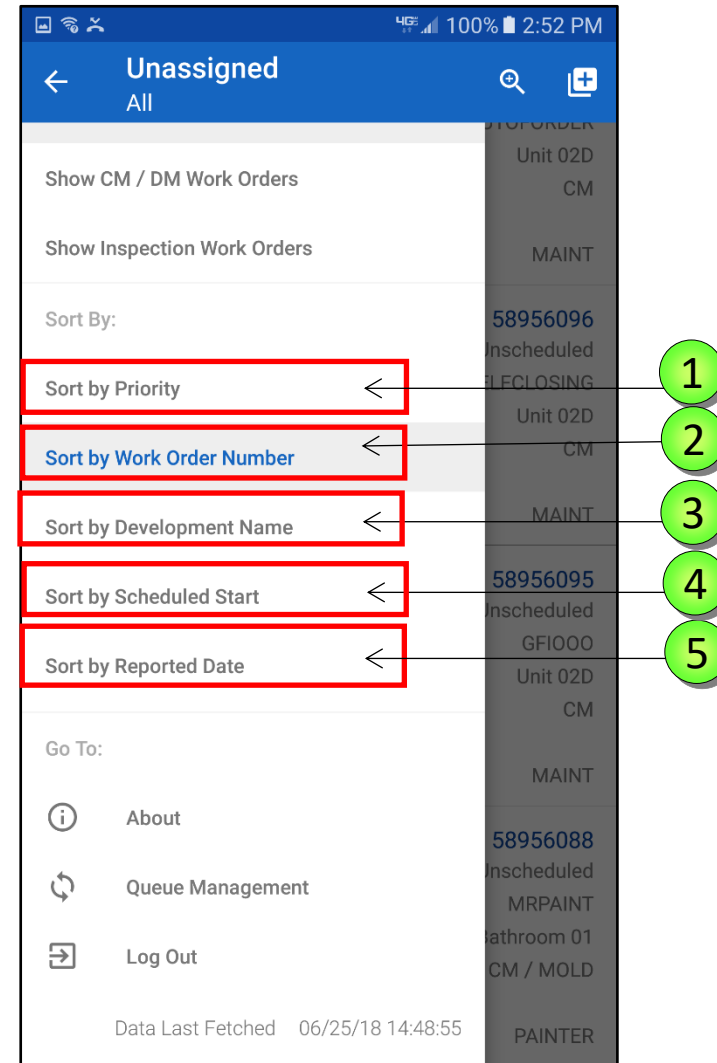 4G 100% 2:52 PM
Unassigned
All
Unit 02D
Show CM / DM Work Orders
CM
Show Inspection Work Orders
MAINT
Sort By:
58956096
Unscheduled
Sort by Priority
1
Unit 02D
Sort by Work Order Number
CM
2
Sort by Development Name
MAINT
3
58956095
Sort by Scheduled Start
4
Unscheduled
GFIOOO
Sort by Reported Date
5
Unit 02D
CM
Go To:
MAINT
About
58956088
Unscheduled
Queue Management
MRPAINT
Bathroom 01
Log Out
CM / MOLD
Data Last Fetched 06/25/18 14:48:55
PAINTER